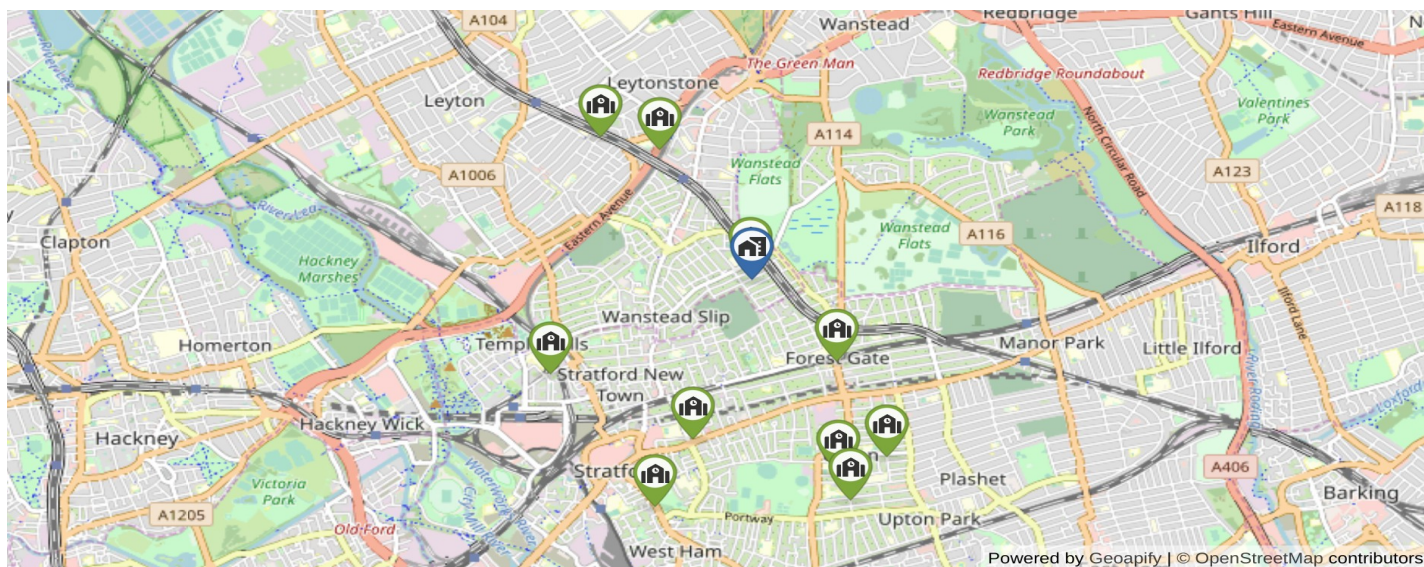 A104
Wanstead
Redbridge
Gants Hill
Eastern Avenue
The Green Man
Leytonstone
Redbridge Roundabout
Leyton
Valentines
Park
Wanstead
Park
North Circular Road
A114
Wanstead
Flats
A1006
A123
River Lea
A118
Eastern Avenue
Wanstead
Flats
A116
Clapton
Ilford
Hackney
Marshes
Ilford Lane
Wanstead Slip
Homerton
Manor Park
Little Ilford
Forest Gate
Stratford New
Town
Hackney Wick
Hackney
Loxford
Victoria
Park
A1205
Plashet
A406
Barking
Portway
Upton Park
Old Ford
West Ham
Powered by Geoapify | © OpenStreetMap contributors